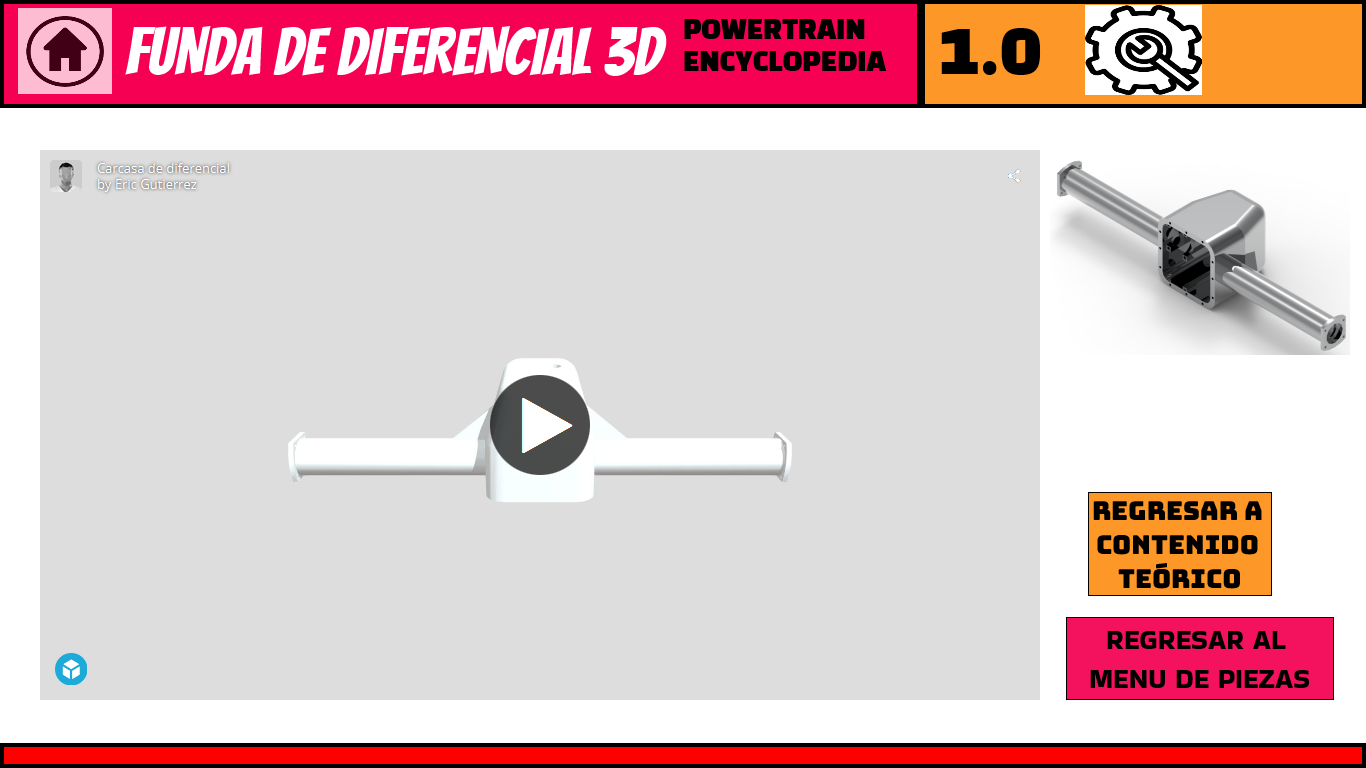 FUNDA DE DIFERENCIAL 3D
POWERTRAIN
ENCYCLOPEDIA
1.0
Carcasa de diferencial
by Eric Gutierrez
REGRESAR A
CONTENIDO
TEÓRICO
REGRESAR AL
MENU DE PIEZAS